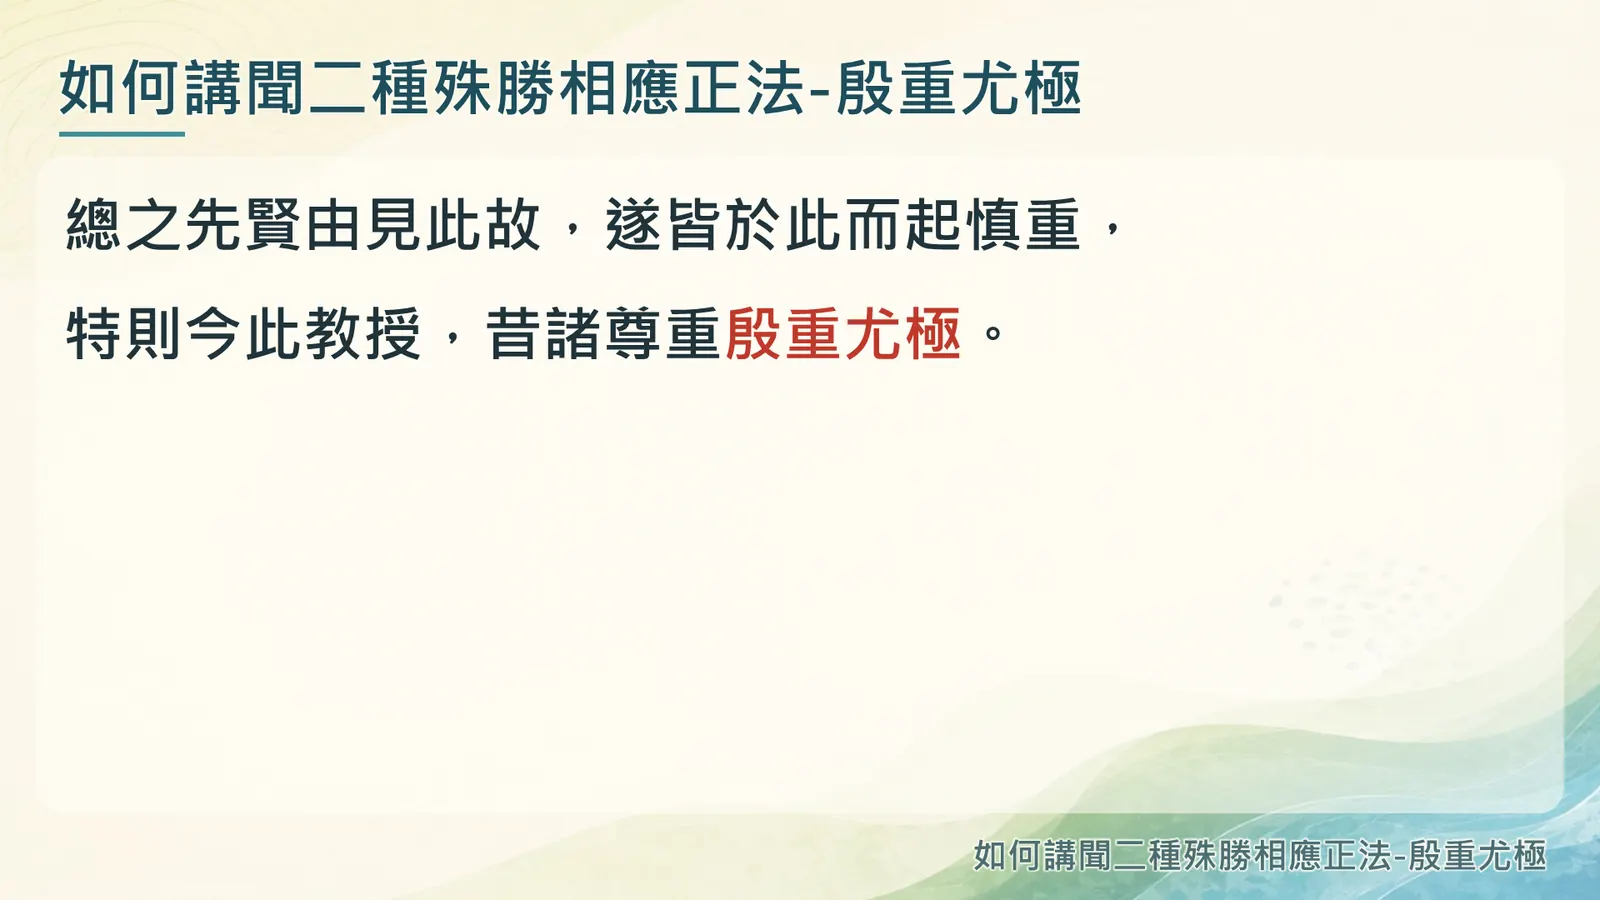 如何講聞二種殊勝相應正法-殷重尤極
總之先賢由見此故，遂皆於此而起慎重，
特則今此教授，昔諸尊重殷重尤極。
如何講聞二種殊勝相應正法-殷重尤極